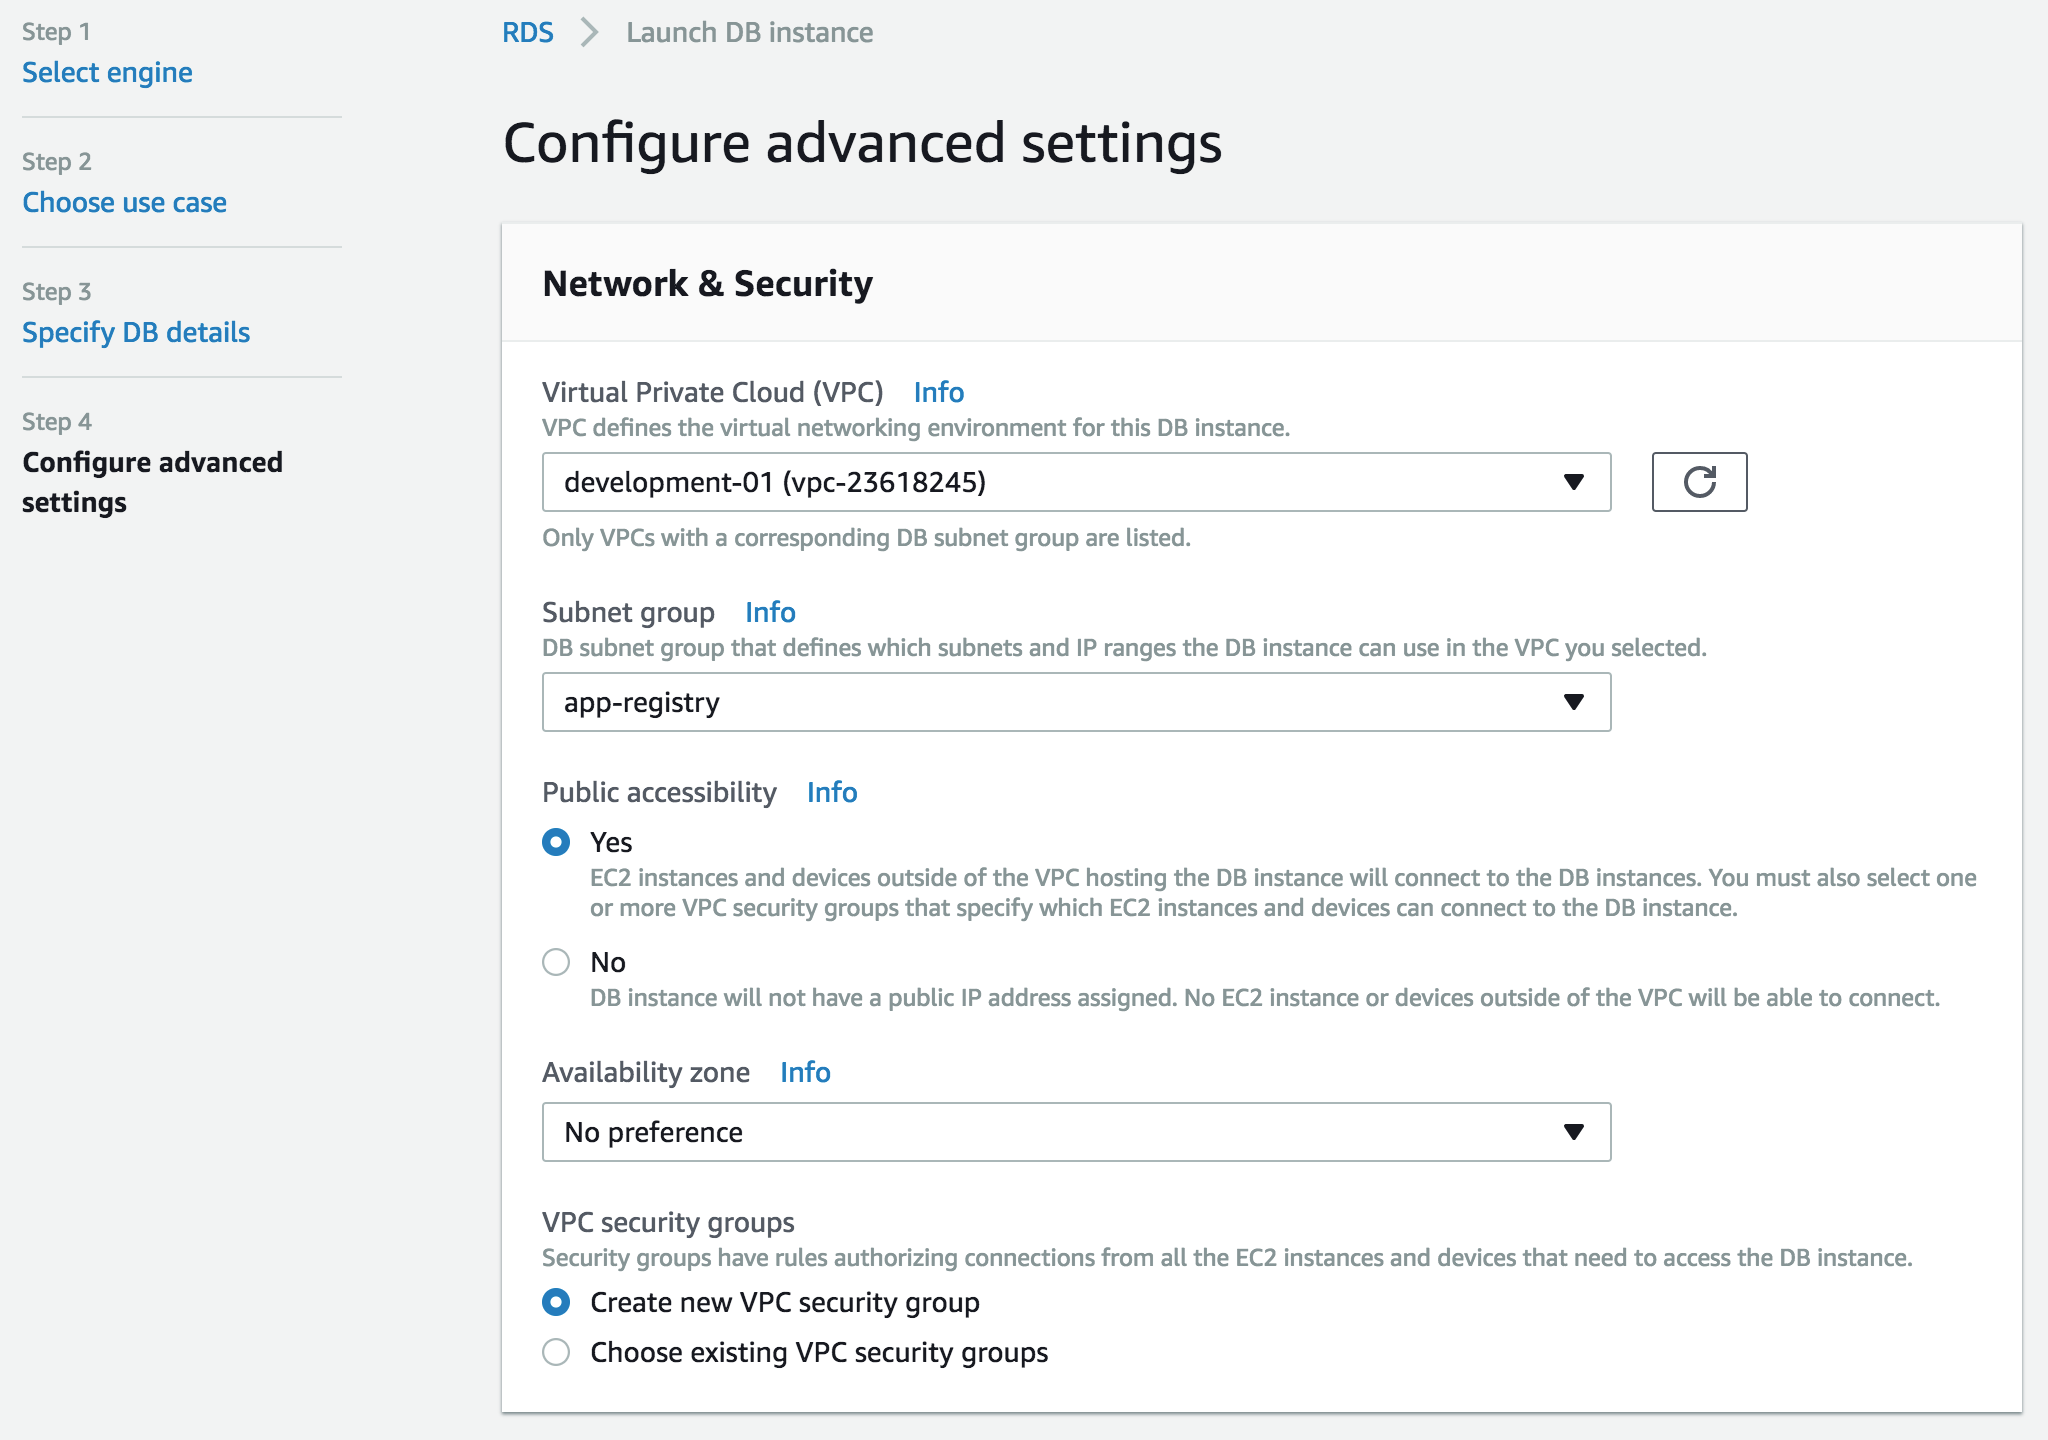 Step 1
Select engine
Step 2
Choose use case
Step 3
Specify DB details
Step 4
Configure advanced
settings
RDS Launch DB instance
Configure advanced settings
Network & Security
Virtual Private Cloud (VPC) Info
VPC defines the virtual networking environment for this DB instance.
development-01 (vpc-23618245)
Only VPCs with a corresponding DB subnet group are listed.
Subnet group Info
DB subnet group that defines which subnets and IP ranges the DB instance can use in the VPC you selected.
app-registry
Public accessibility Info
Yes
EC2 instances and devices outside of the VPC hosting the DB instance will connect to the DB instances. You must also select one
or more VPC security groups that specify which EC2 instances and devices can connect to the DB instance.
No
DB instance will not have a public IP address assigned. No EC2 instance or devices outside of the VPC will be able to connect.
Availability zone Info
No preference
VPC security groups
Security groups have rules authorizing connections from all the EC2 instances and devices that need to access the DB instance.
Create new VPC security group
Choose existing VPC security groups